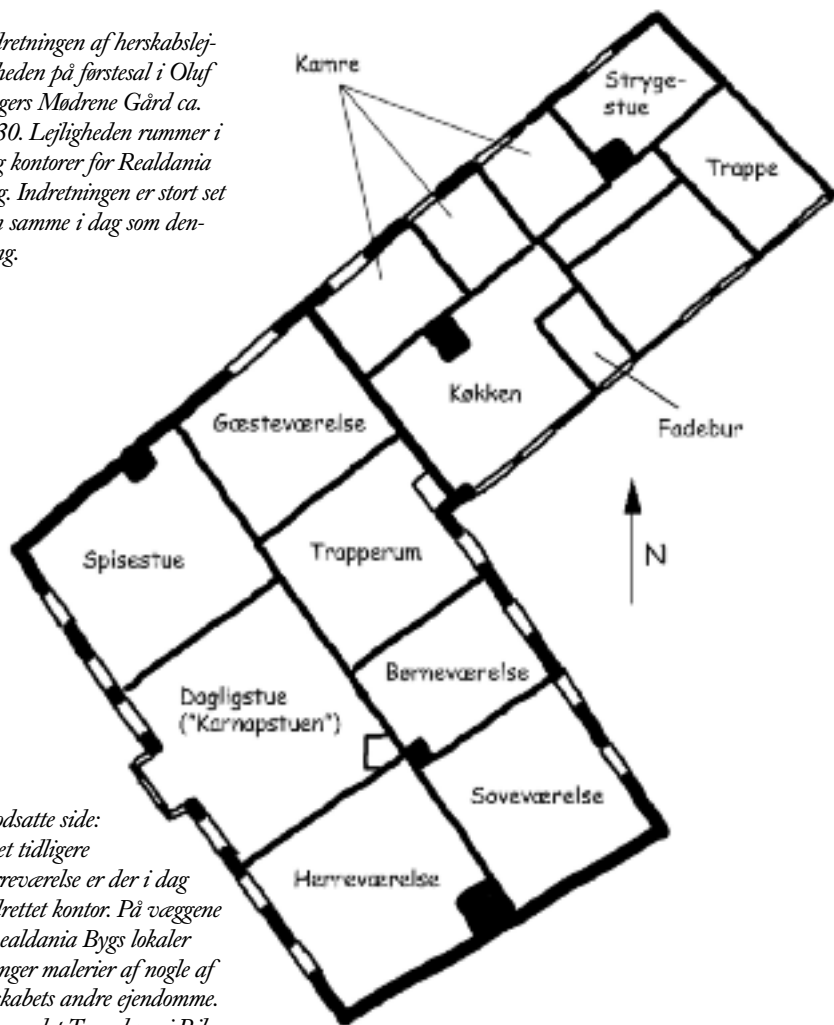 dretningen af herskabslej-
heden på førstesal i Oluf
gers Mødrene Gård ca.
30. Lejligheden rummer i
g kontorer for Realdania
g. Indretningen er stort set
n samme i dag som den-
ng.
Kamre
Stryge-
stue
Trappe
Køkken
Fadebur
Gæsteværelse
Spisestue
Trapperum
N
Børneværelse
Dagligstue
("Karnapstuen")
Soveværelse
Herreværelse
odsatte side:
et tidligere
rreværelse er der i dag
drettet kontor. På væggene
ealdania Bygs lokaler
nger malerier af nogle af
skabets andre ejendomme.